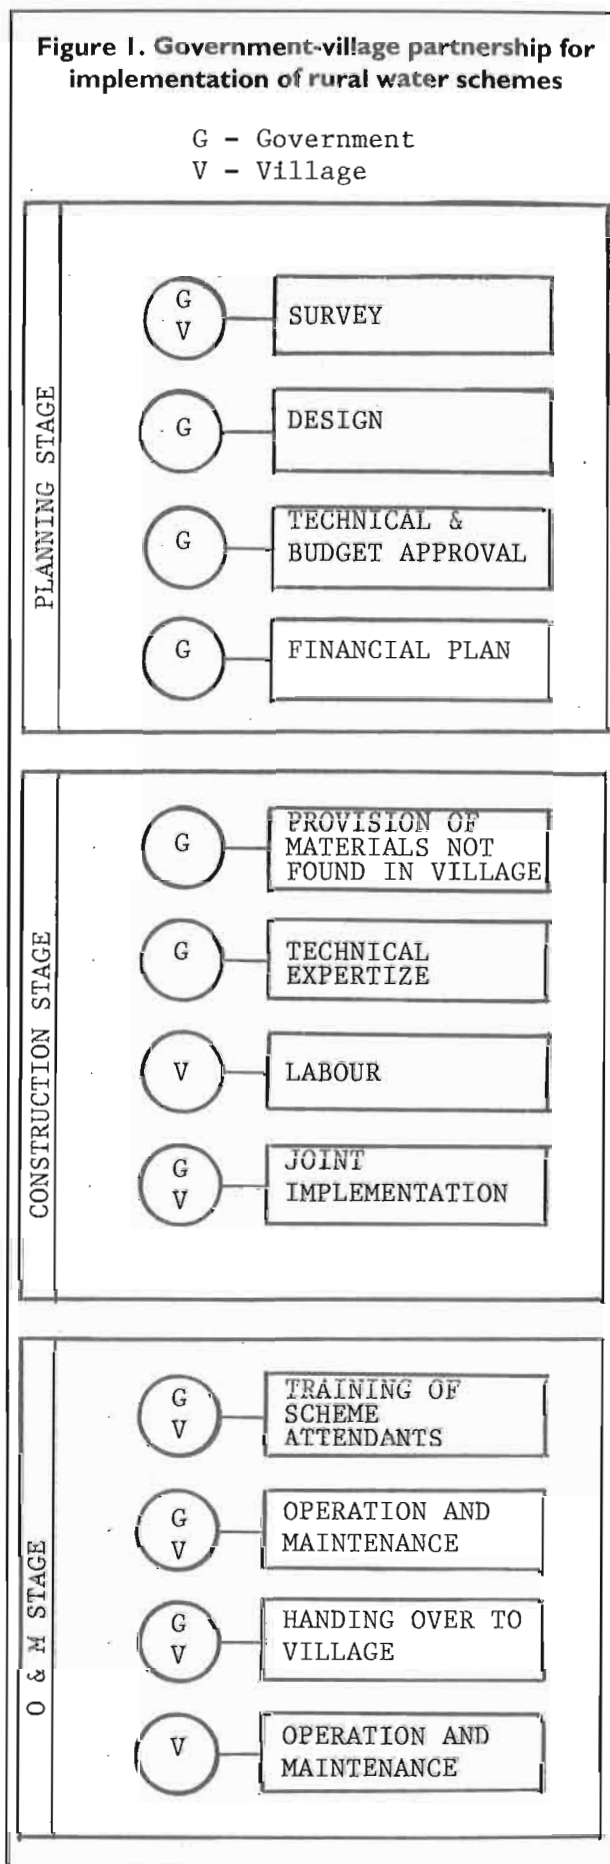 Figure 1. Government-village partnership for
implementation of rural water schemes
G - Government
V - Village
PLANNING STAGE
G
V
SURVEY
G
DESIGN
G
TECHNICAL &
BUDGET APPROVAL
G
FINANCIAL PLAN
CONSTRUCTION STAGE
G
PROVISION OF
MATERIALS NOT
FOUND IN VILLAGE
G
TECHNICAL
EXPERTIZE
V
LABOUR
G
V
JOINT
IMPLEMENTATION
O & M STAGE
G
V
TRAINING OF
SCHEME
ATTENDANTS
G
V
OPERATION AND
MAINTENANCE
G
V
HANDING OVER TO
VILLAGE
V
OPERATION AND
MAINTENANCE